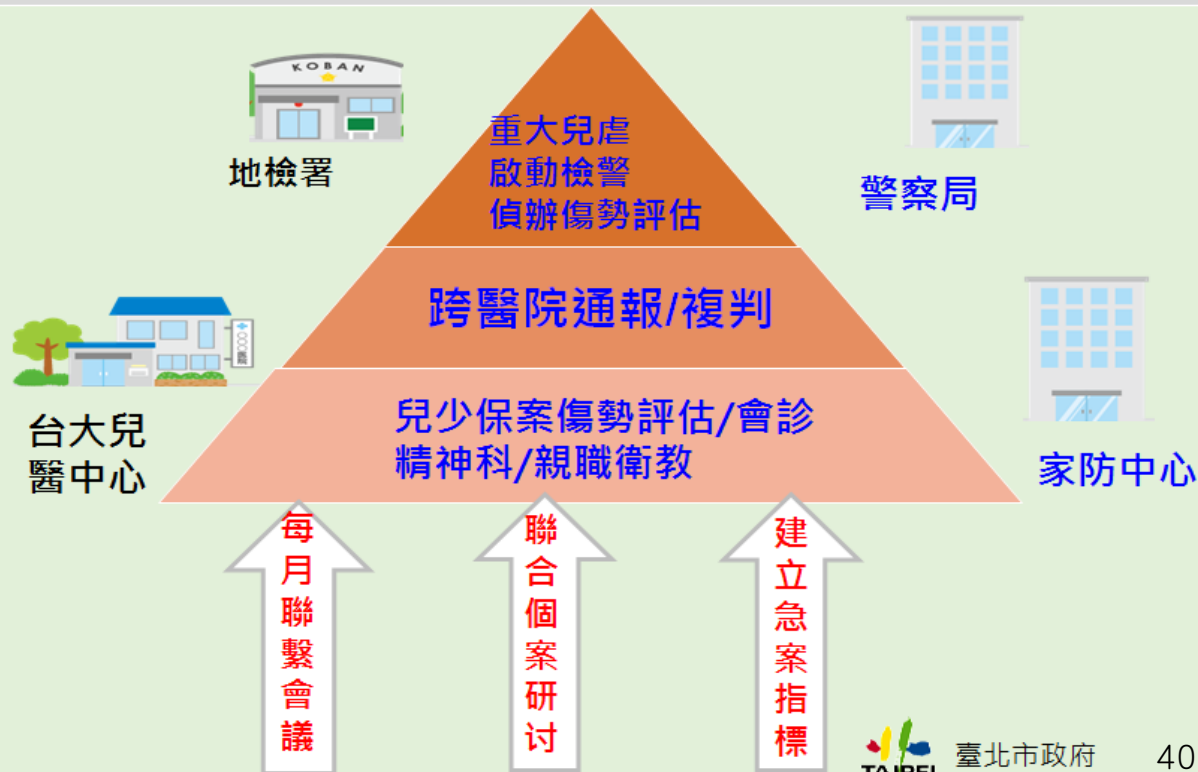 KOBAN
地檢署
重大兒虐
啟動檢警
偵辦傷勢評估
警察局
跨醫院通報/複判
台大兒
醫中心
兒少保案傷勢評估/會診
精神科/親職衛教
家防中心
每月聯繫會議
聯合個案研讨
建立急案指標
TAIPEI
臺北市政府
40